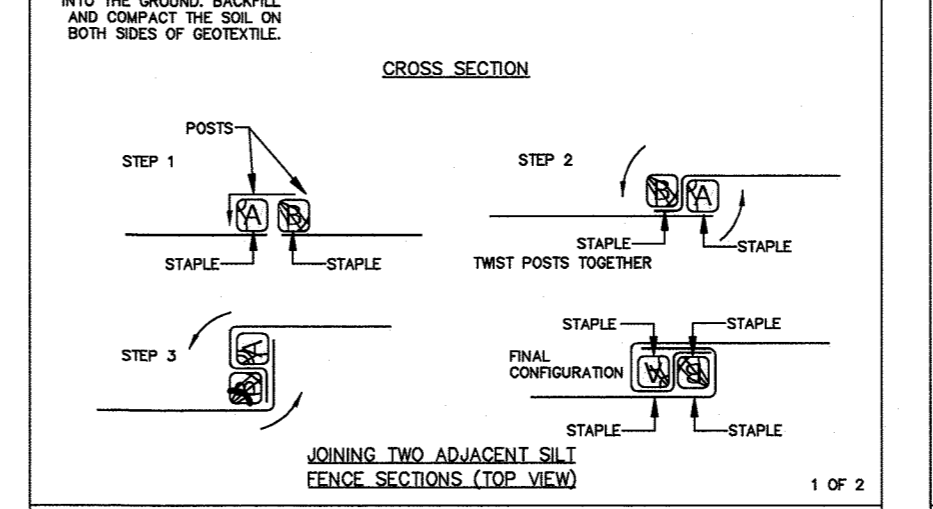 INTO THE GROUND. BACKFILL
AND COMPACT THE SOIL ON
BOTH SIDES OF GEOTEXTILE.
CROSS SECTION
POSTS
STEP 1
A
B
STAPLE
STAPLE
STEP 2
B
A
STAPLE
STAPLE
TWIST POSTS TOGETHER
STEP 3
A
B
STAPLE
STAPLE
FINAL
CONFIGURATION
A
B
STAPLE
STAPLE
JOINING TWO ADJACENT SILT
FENCE SECTIONS (TOP VIEW)
1 OF 2